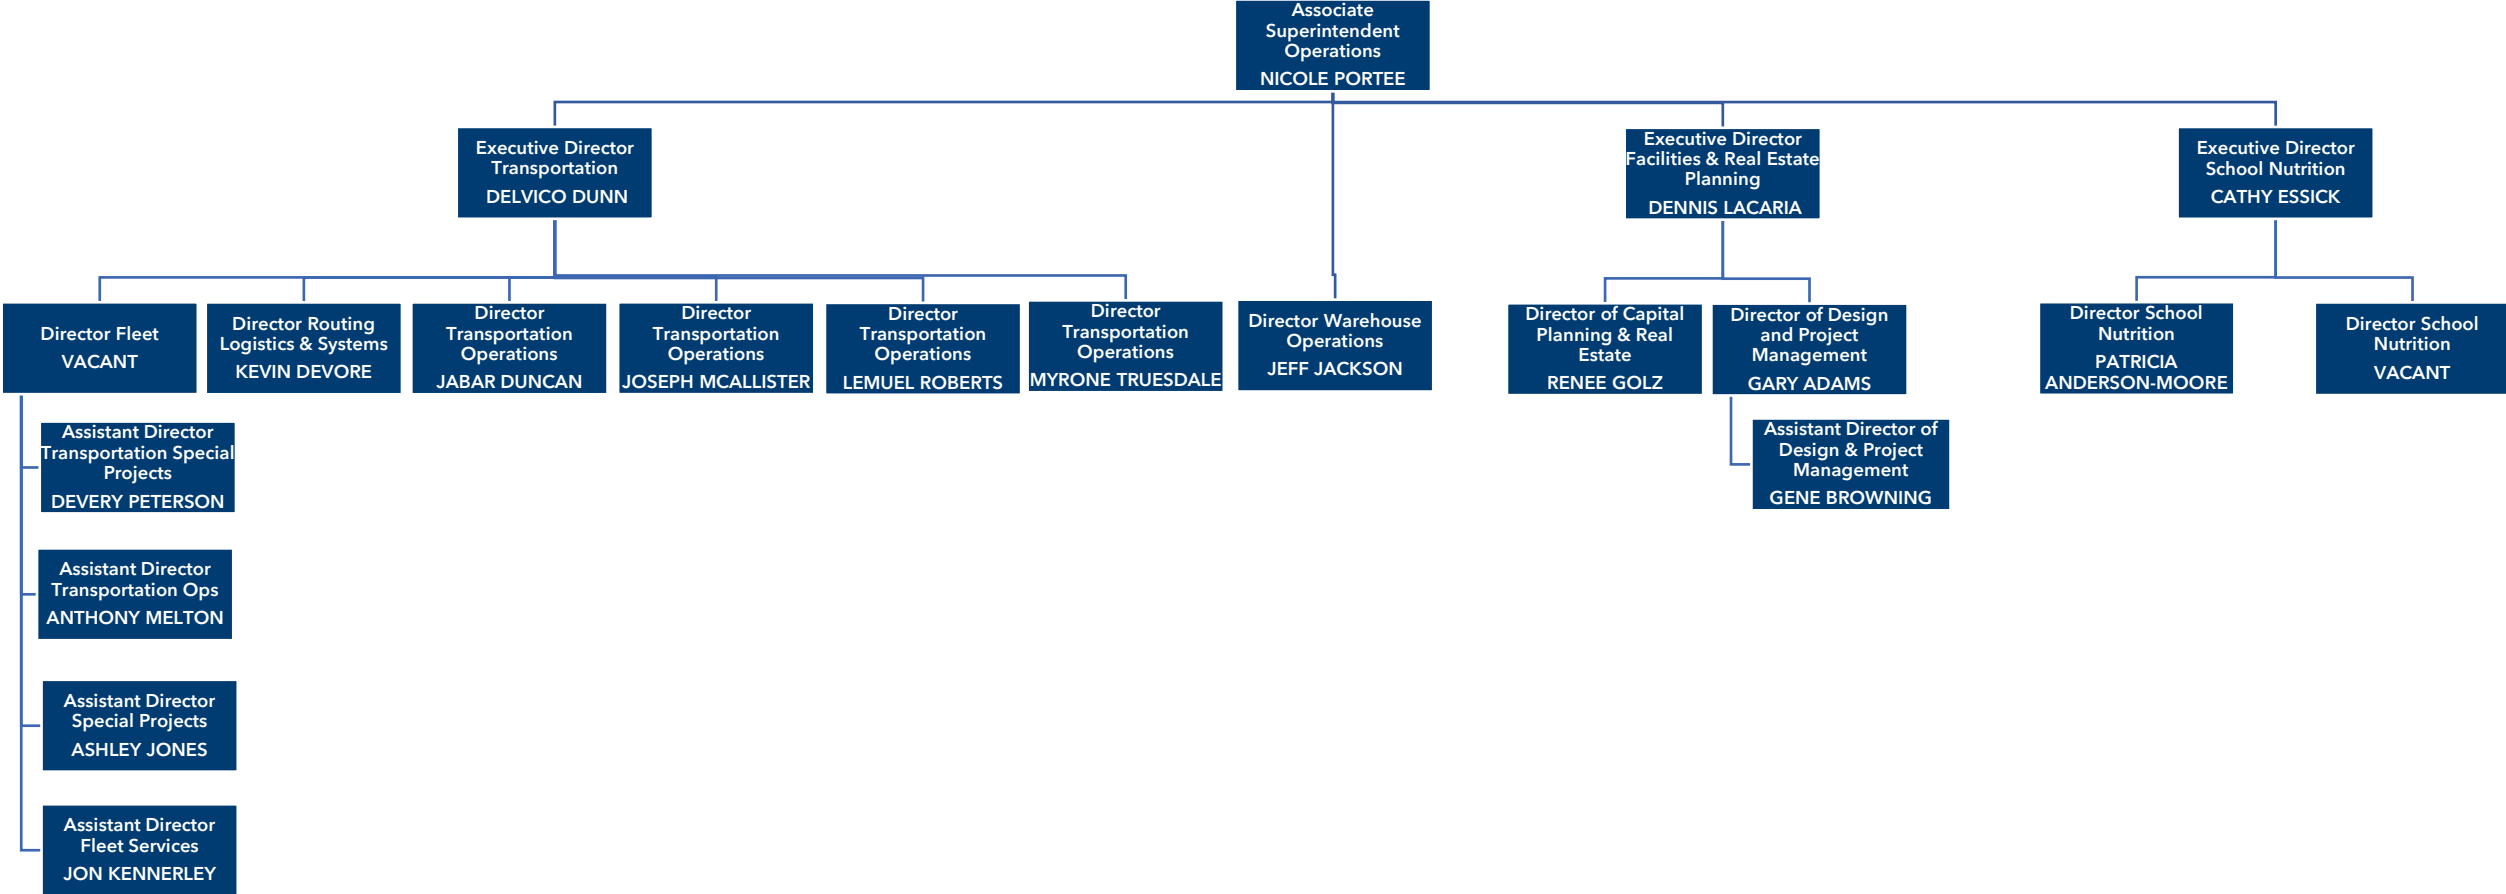 Associate
Superintendent
Operations
NICOLE PORTEE
Executive Director
Transportation
DELVICO DUNN
Executive Director
Facilities & Real Estate
Planning
DENNIS LACARIA
Executive Director
School Nutrition
CATHY ESSICK
Director Fleet
VACANT
Director Routing
Logistics & Systems
KEVIN DEVORE
Director
Transportation
Operations
JABAR DUNCAN
Director
Transportation
Operations
JOSEPH MCALLISTER
Director
Transportation
Operations
LEMUEL ROBERTS
Director
Transportation
Operations
MYRONE TRUESDALE
Director Warehouse
Operations
JEFF JACKSON
Director of Capital
Planning & Real
Estate
RENEE GOLZ
Director of Design
and Project
Management
GARY ADAMS
Director School
Nutrition
PATRICIA
ANDERSON-MOORE
Director School
Nutrition
VACANT
Assistant Director
Transportation Special
Projects
DEVERY PETERSON
Assistant Director of
Design & Project
Management
GENE BROWNING
Assistant Director
Transportation Ops
ANTHONY MELTON
Assistant Director
Special Projects
ASHLEY JONES
Assistant Director
Fleet Services
JON KENNERLEY